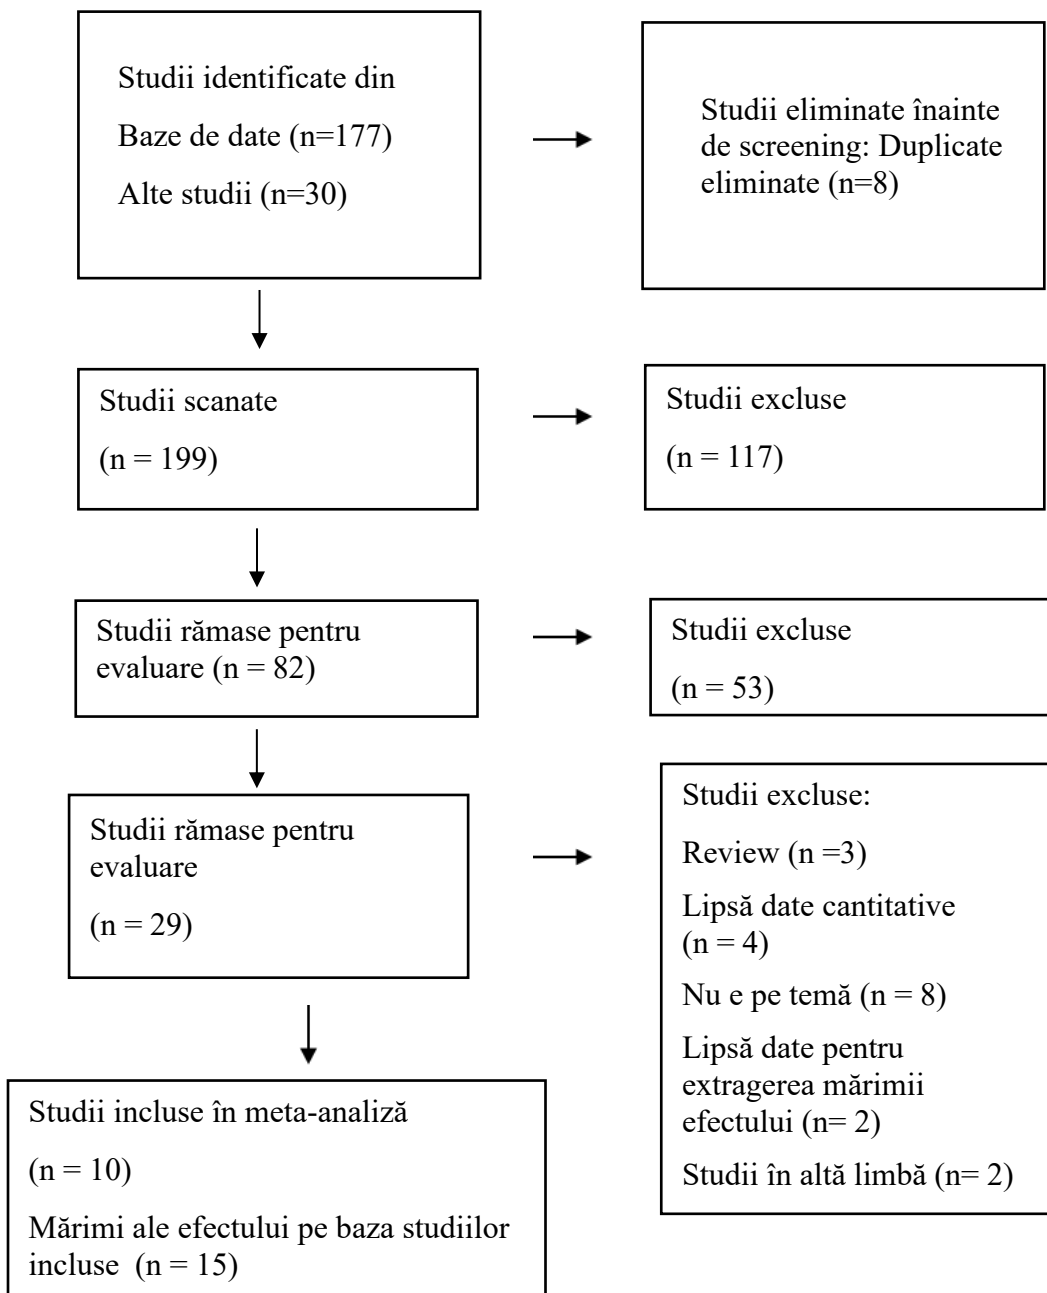 Studii identificate din
Baze de date (n=177)
Alte studii (n=30)
Studii eliminate înainte
de screening: Duplicate
eliminate (n=8)
Studii scanate
(n = 199)
Studii excluse
(n = 117)
Studii rămase pentru
evaluare (n = 82)
Studii excluse
(n = 53)
Studii rămase pentru
evaluare
(n = 29)
Studii excluse:
Review (n =3)
Lipsă date cantitative
(n = 4)
Nu e pe temă (n = 8)
Lipsă date pentru
extragerea mărimii
efectului (n= 2)
Studii în altă limbă (n= 2)
Studii incluse în meta-analiză
(n = 10)
Mărimi ale efectului pe baza studiilor
incluse  (n = 15)